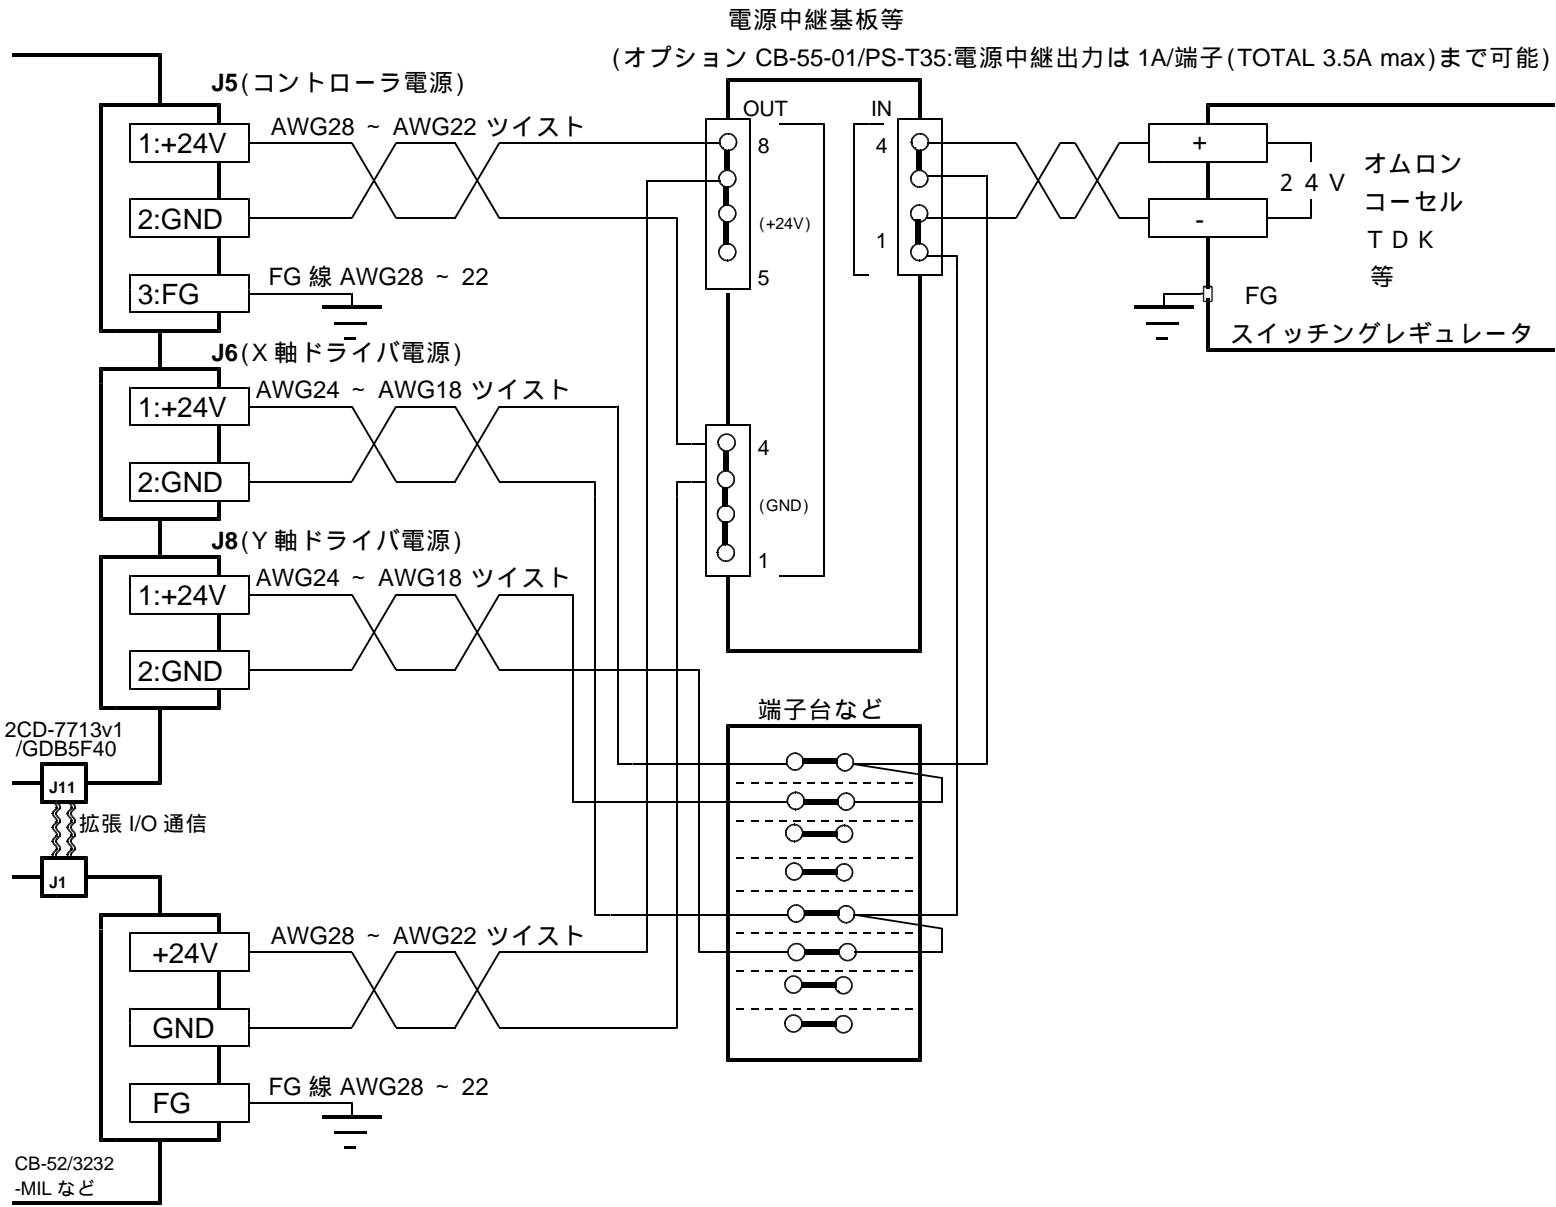 電源中継基板等
(オプション CB-55-01/PS-T35:電源中継出力は 1A/端子(TOTAL 3.5A max)まで可能)
J5(コントローラ電源)
AWG28 ~ AWG22 ツイスト
1:+24V
2:GND
3:FG
FG 線 AWG28 ~ 22
J6(X 軸ドライバ電源)
AWG24 ~ AWG18 ツイスト
1:+24V
2:GND
J8(Y 軸ドライバ電源)
AWG24 ~ AWG18 ツイスト
1:+24V
2:GND
2CD-7713v1
/GDB5F40
J11
拡張 I/O 通信
J1
AWG28 ~ AWG22 ツイスト
+24V
GND
FG
FG 線 AWG28 ~ 22
CB-52/3232
-MIL など
OUT
8
(+24V)
5
4
(GND)
1
IN
4
1
端子台など
+
-
２４V
オムロン
コーセル
ＴＤＫ
等
FG
スイッチングレギュレータ